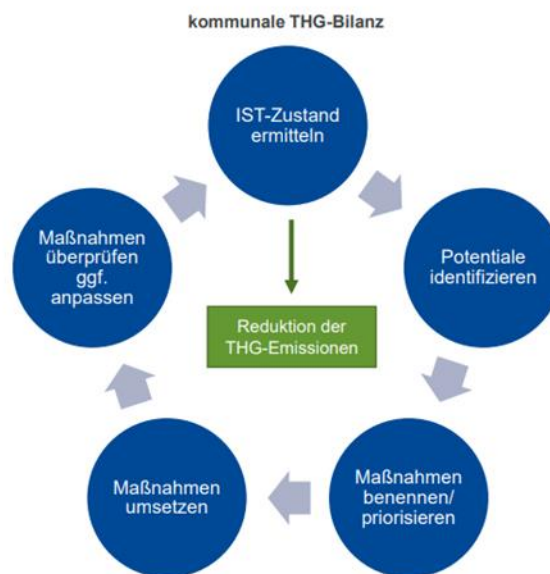 kommunale THG-Bilanz
IST-Zustand
ermitteln
Potentiale
identifizieren
Maßnahmen
benennen/
priorisieren
Maßnahmen
umsetzen
Maßnahmen
überprüfen
ggf.
anpassen
Reduktion der
THG-Emissionen